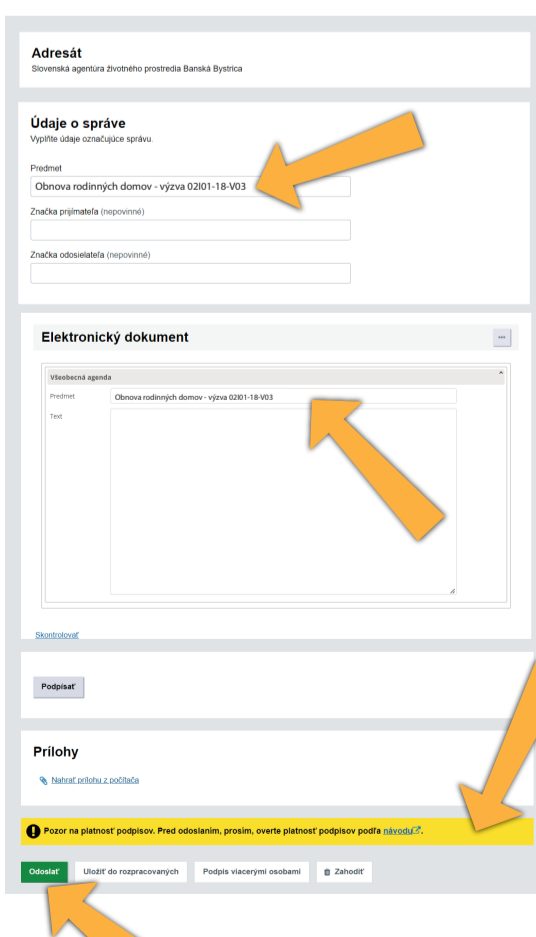 Adresát
Slovenská agentúra životného prostredia Banská Bystrica
Údaje o správe
Vyplňte údaje označujúce správu.
Predmet
Obnova rodinných domov - výzva 02I01-18-V03
Značka prijímateľa (nepovinné)
Značka odosielateľa (nepovinné)
Elektronický dokument
Všeobecná agenda
Predmet
Obnova rodinných domov - výzva 02I01-18-V03
Text
Skontrolovať
Podpísať
Prílohy
Nahrať prílohu z počítača
Pozor na platnosť podpisov. Pred odoslaním, prosím, overte platnosť podpisov podľa návodu.
Odoslať Uložiť do rozpracovaných Podpis viacerými osobami Zahodiť